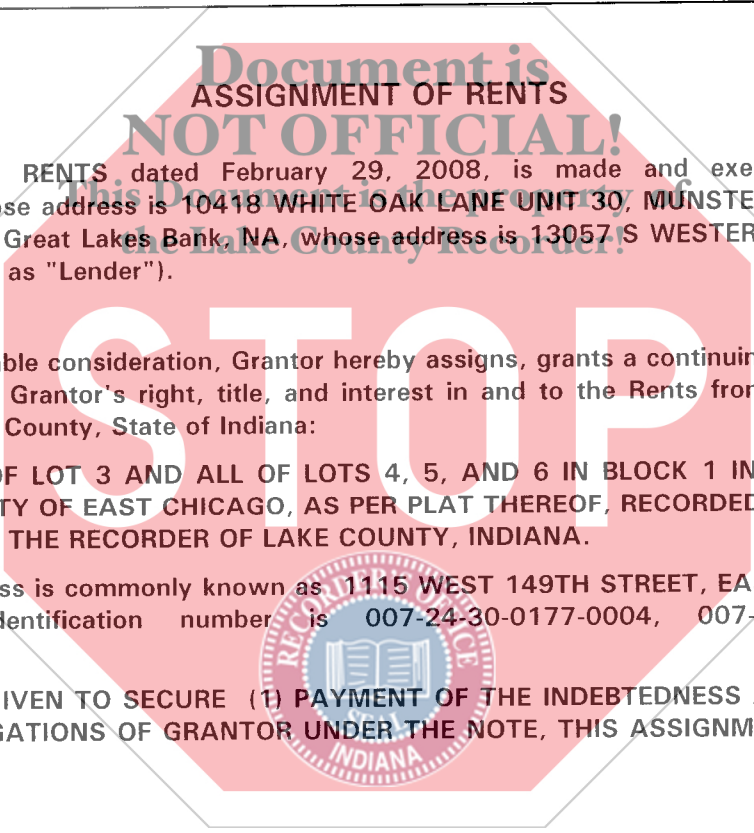 Document is
ASSIGNMENT OF RENTS
NOT OFFICIAL!
RENTS dated February 29, 2008, is made and exe
This Document is the property of
se address is 10418 WHITE OAK LANE UNIT 30, MUNSTE
the Lake County Recorder!
Great Lakes Bank, NA, whose address is 13057 S WESTER
as "Lender").
able consideration, Grantor hereby assigns, grants a continuin
Grantor's right, title, and interest in and to the Rents from
County, State of Indiana:
STOP
OF LOT 3 AND ALL OF LOTS 4, 5, AND 6 IN BLOCK 1 IN
TY OF EAST CHICAGO, AS PER PLAT THEREOF, RECORDED
THE RECORDER OF LAKE COUNTY, INDIANA.
ss is commonly known as 1115 WEST 149TH STREET, EA
dentification number is 007-24-30-0177-0004, 007-
RECORDER'S OFFICE
SEAL
INDIANA
IVEN TO SECURE (1) PAYMENT OF THE INDEBTEDNESS
GATIONS OF GRANTOR UNDER THE NOTE, THIS ASSIGNM